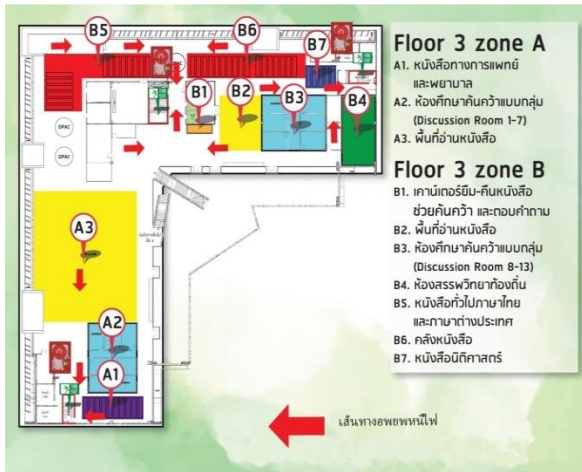 B5
B6
B7
B1
B2
B3
B4
OPAC
OPAC
A3
A2
A1
Floor 3 zone A
A1. หนังสือทางการแพทย์
และพยาบาล
A2. ห้องศึกษาค้นคว้าแบบกลุ่ม
(Discussion Room 1-7)
A3. พื้นที่อ่านหนังสือ
Floor 3 zone B
B1. เคาน์เตอร์ยืม-คืนหนังสือ
ช่วยค้นคว้า และตอบคำถาม
B2. พื้นที่อ่านหนังสือ
B3. ห้องศึกษาค้นคว้าแบบกลุ่ม
(Discussion Room 8-13)
B4. ห้องสรรพวิทยาท้องถิ่น
B5. หนังสือทั่วไปภาษาไทย
และภาษาต่างประเทศ
B6. คลังหนังสือ
B7. หนังสือนิติศาสตร์
เส้นทางอพยพหนีไฟ